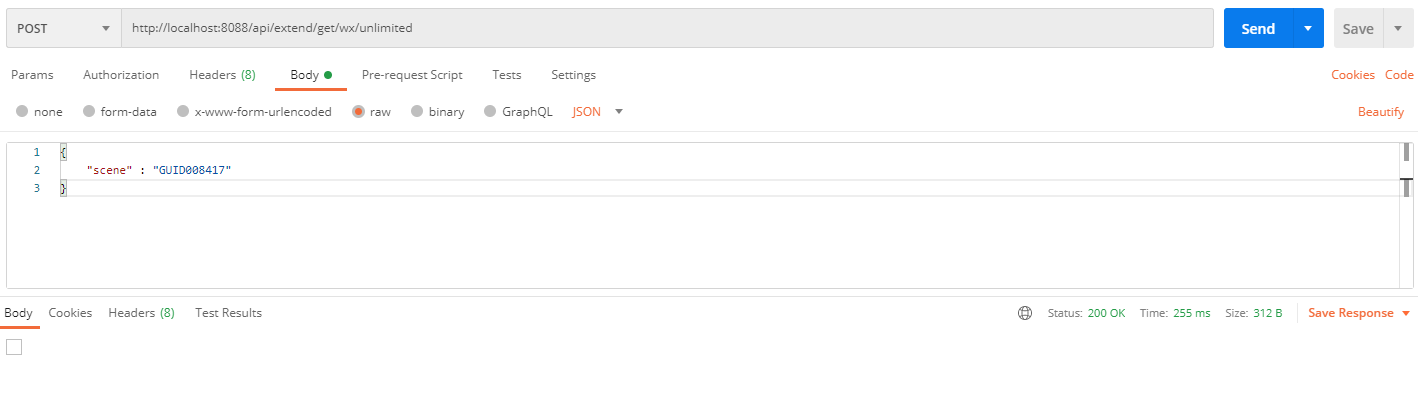 POST http://localhost:8088/api/extend/get/wx/unlimited Send Save
Params Authorization Headers (8) Body Pre-request Script Tests Settings Cookies Code
none form-data x-www-form-urlencoded raw binary GraphQL JSON Beautify
1 {
2 "scene" : "GUID008417"
3 }
Body Cookies Headers (8) Test Results Status: 200 OK Time: 255 ms Size: 312 B Save Response